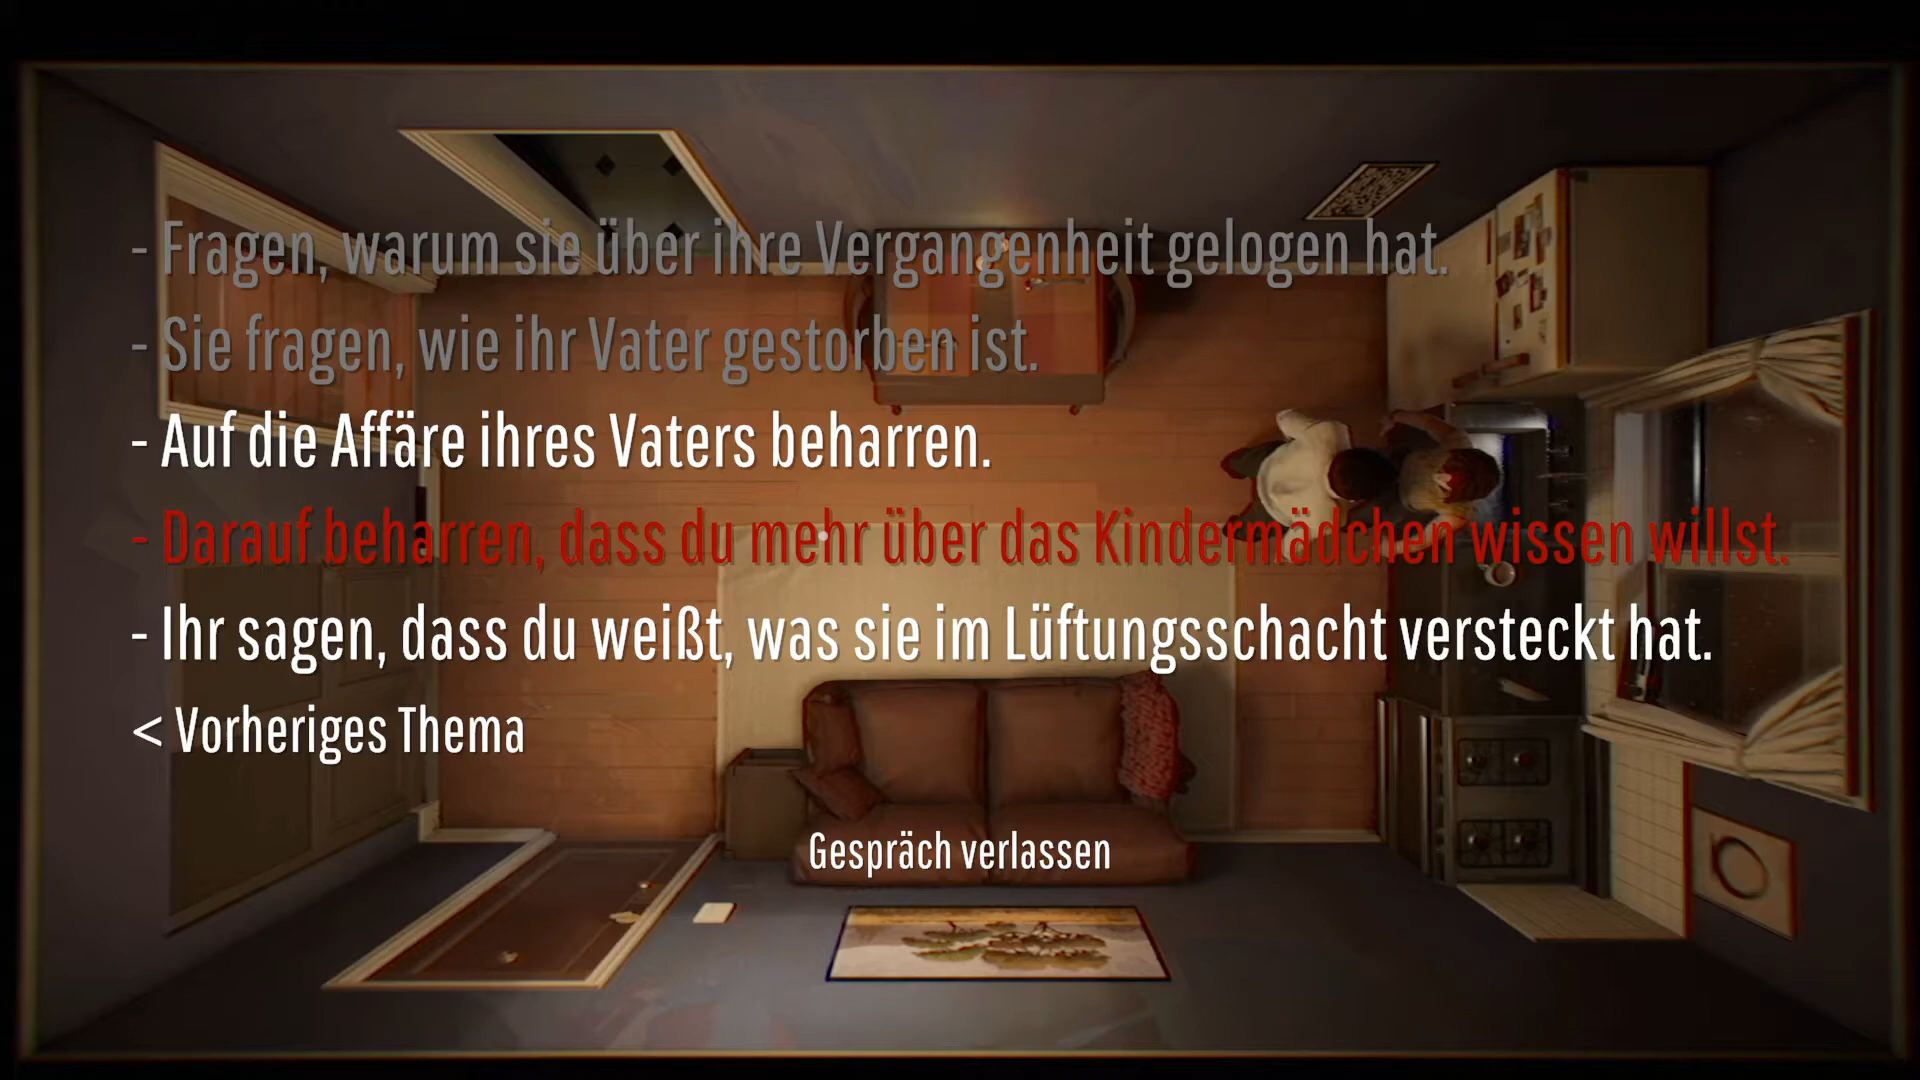 - Fragen, warum sie über ihre Vergangenheit gelogen hat.
- Sie fragen, wie ihr Vater gestorben ist.
- Auf die Affäre ihres Vaters beharren.
- Darauf beharren, dass du mehr über das Kindermädchen wissen willst.
- Ihr sagen, dass du weißt, was sie im Lüftungsschacht versteckt hat.
< Vorheriges Thema
Gespräch verlassen